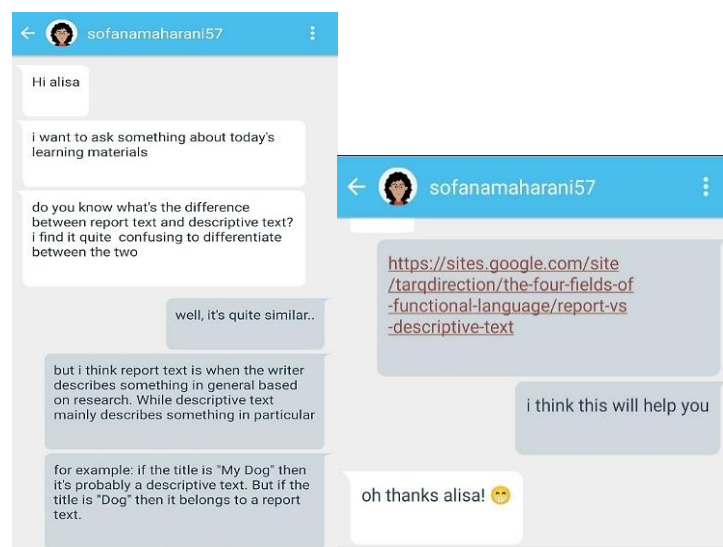 sofanamaharani57
Hi alisa
i want to ask something about today's
learning materials
do you know what's the difference
between report text and descriptive text?
i find it quite  confusing to differentiate
between the two
well, it's quite similar..
but i think report text is when the writer
describes something in general based
on research. While descriptive text
mainly describes something in particular
for example: if the title is "My Dog" then
it's probably a descriptive text. But if the
title is "Dog" then it belongs to a report
text.
sofanamaharani57
https://sites.google.com/site
/tarqdirection/the-four-fields-of
-functional-language/report-vs
-descriptive-text
i think this will help you
oh thanks alisa! 😁